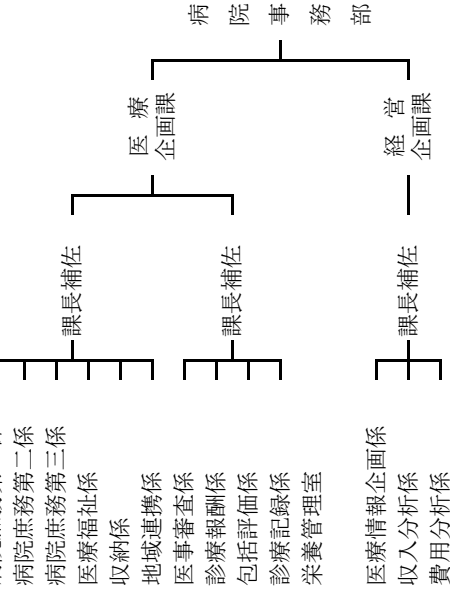 病院事務部
医療
企画課
経営
企画課
課長補佐
課長補佐
課長補佐
病院庶務第二係
病院庶務第三係
医療福祉係
収納係
地域連携係
医事審査係
診療報酬係
包括評価係
診療記録係
栄養管理室
医療情報企画係
収入分析係
費用分析係